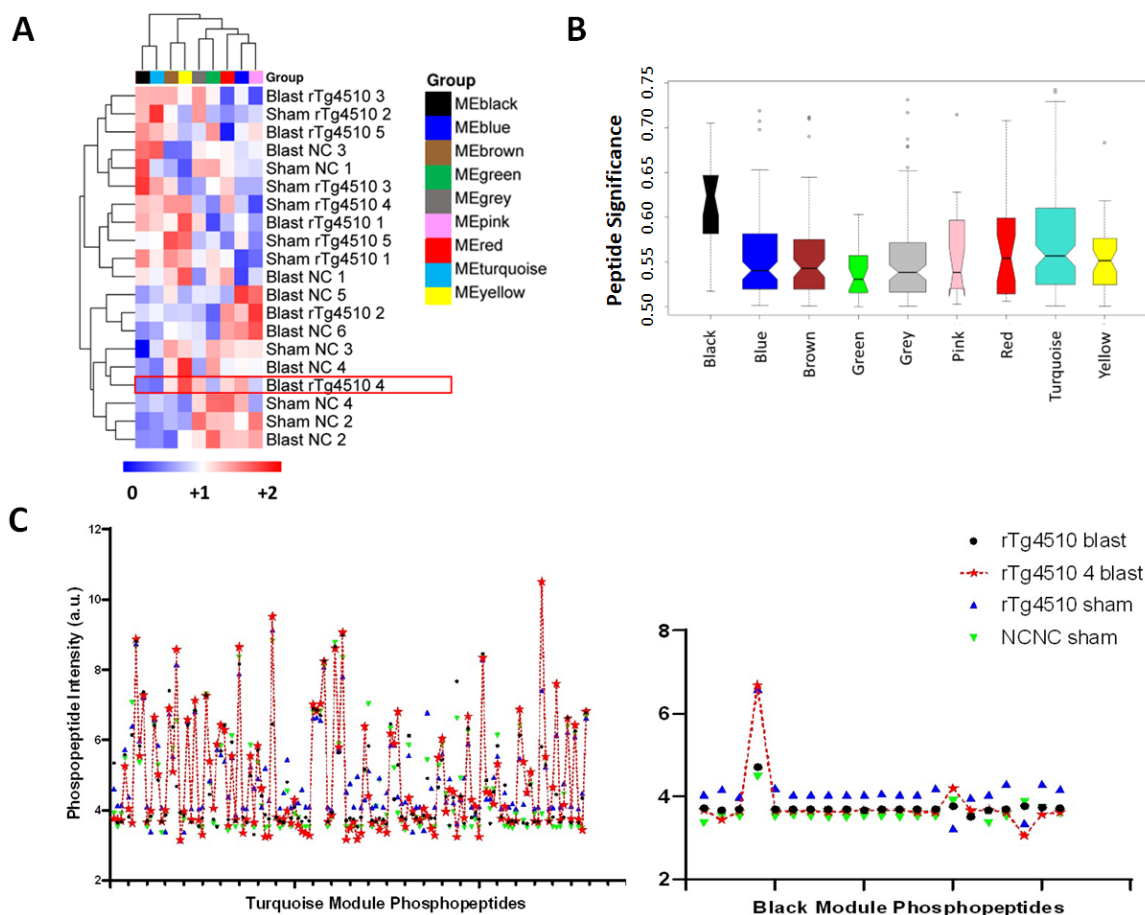 A
Group
Blast rTg4510 3
Sham rTg4510 2
Blast rTg4510 5
Blast NC 3
Sham NC 1
Sham rTg4510 3
Sham rTg4510 4
Blast rTg4510 1
Sham rTg4510 5
Sham rTg4510 1
Blast NC 1
Blast NC 5
Blast rTg4510 2
Blast NC 6
Sham NC 3
Blast NC 4
Blast rTg4510 4
Sham NC 4
Sham NC 2
Blast NC 2
0 +1 +2
Group
MEblack
MEblue
MEbrown
MEgreen
MEgrey
MEpink
MEred
MEturquoise
MEyellow
B
Peptide Significance
0.75
0.70
0.65
0.60
0.55
0.50
Black
Blue
Brown
Green
Grey
Pink
Red
Turquoise
Yellow
C
Phospopeptide Intensity (a.u.)
12
10
8
6
4
2
Turquoise Module Phosphopeptides
8
6
4
2
Black Module Phosphopeptides
rTg4510 blast
rTg4510 4 blast
rTg4510 sham
NCNC sham